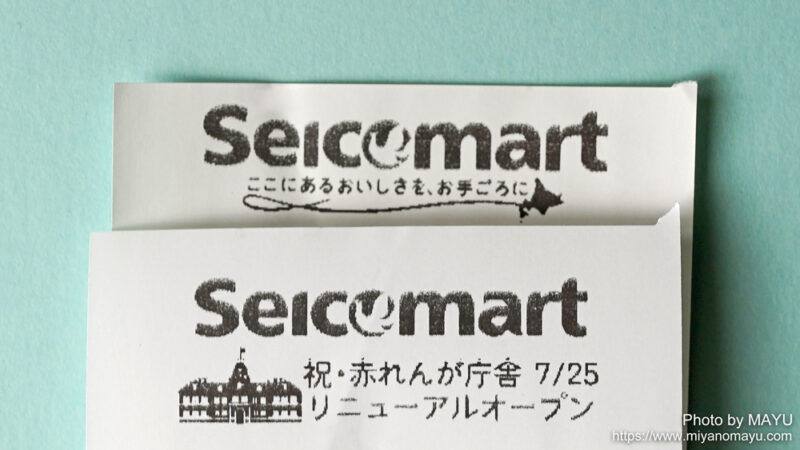 Seicomart
ここにあるおいしさを、お手ごろに
Seicomart
祝・赤れんが庁舎 7/25
リニューアルオープン
Photo by MAYU
https://www.miyanomayu.com